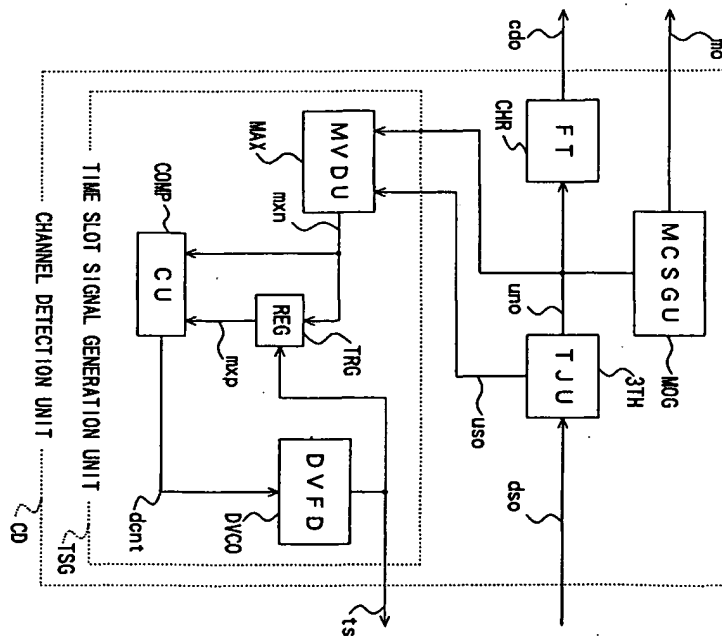 mo
MCSGU
MOG
cdo
FT
CHR
uno
TJU
3TH
dso
uso
MVDU
MAX
mxn
REG
TRG
mxp
CU
COMP
dcnt
DVFD
DVCO
ts
TIME SLOT SIGNAL GENERATION UNIT
TSG
CHANNEL DETECTION UNIT
CD